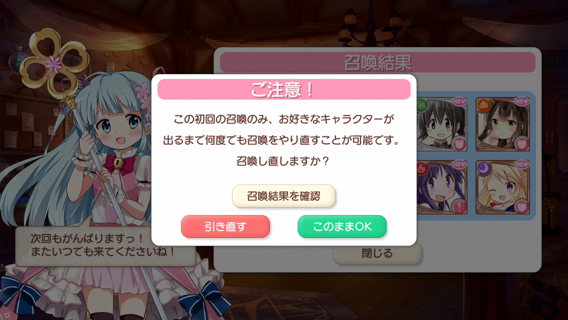 召喚結果
ご注意！
この初回の召喚のみ、お好きなキャラクターが
出るまで何度でも召喚をやり直すことが可能です。
召喚し直しますか？
召喚結果を確認
引き直す
このままOK
次回もがんばりますっ！
またいつでも来てくださいね！
閉じる
NEW
NEW